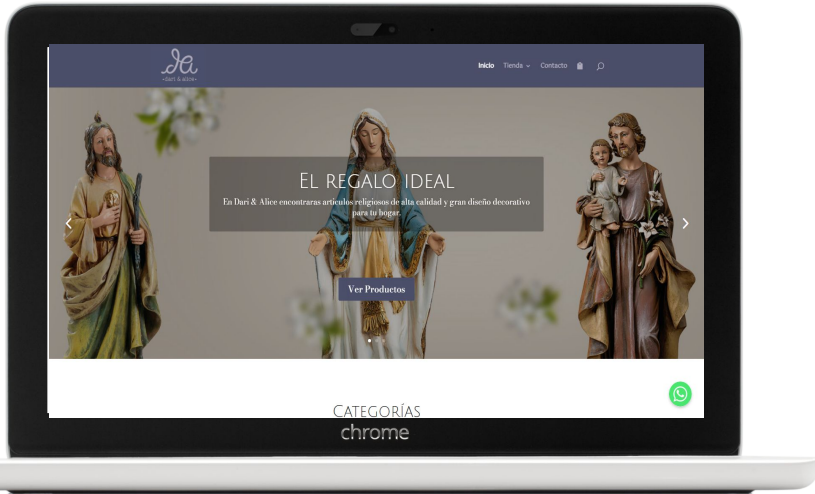 da
•dari & alice•
Inicio Tienda Contacto
EL REGALO IDEAL
En Dari & Alice encontraras articulos religiosos de alta calidad y gran diseño decorativo
para tu hogar.
Ver Productos
CATEGORÍAS
chrome